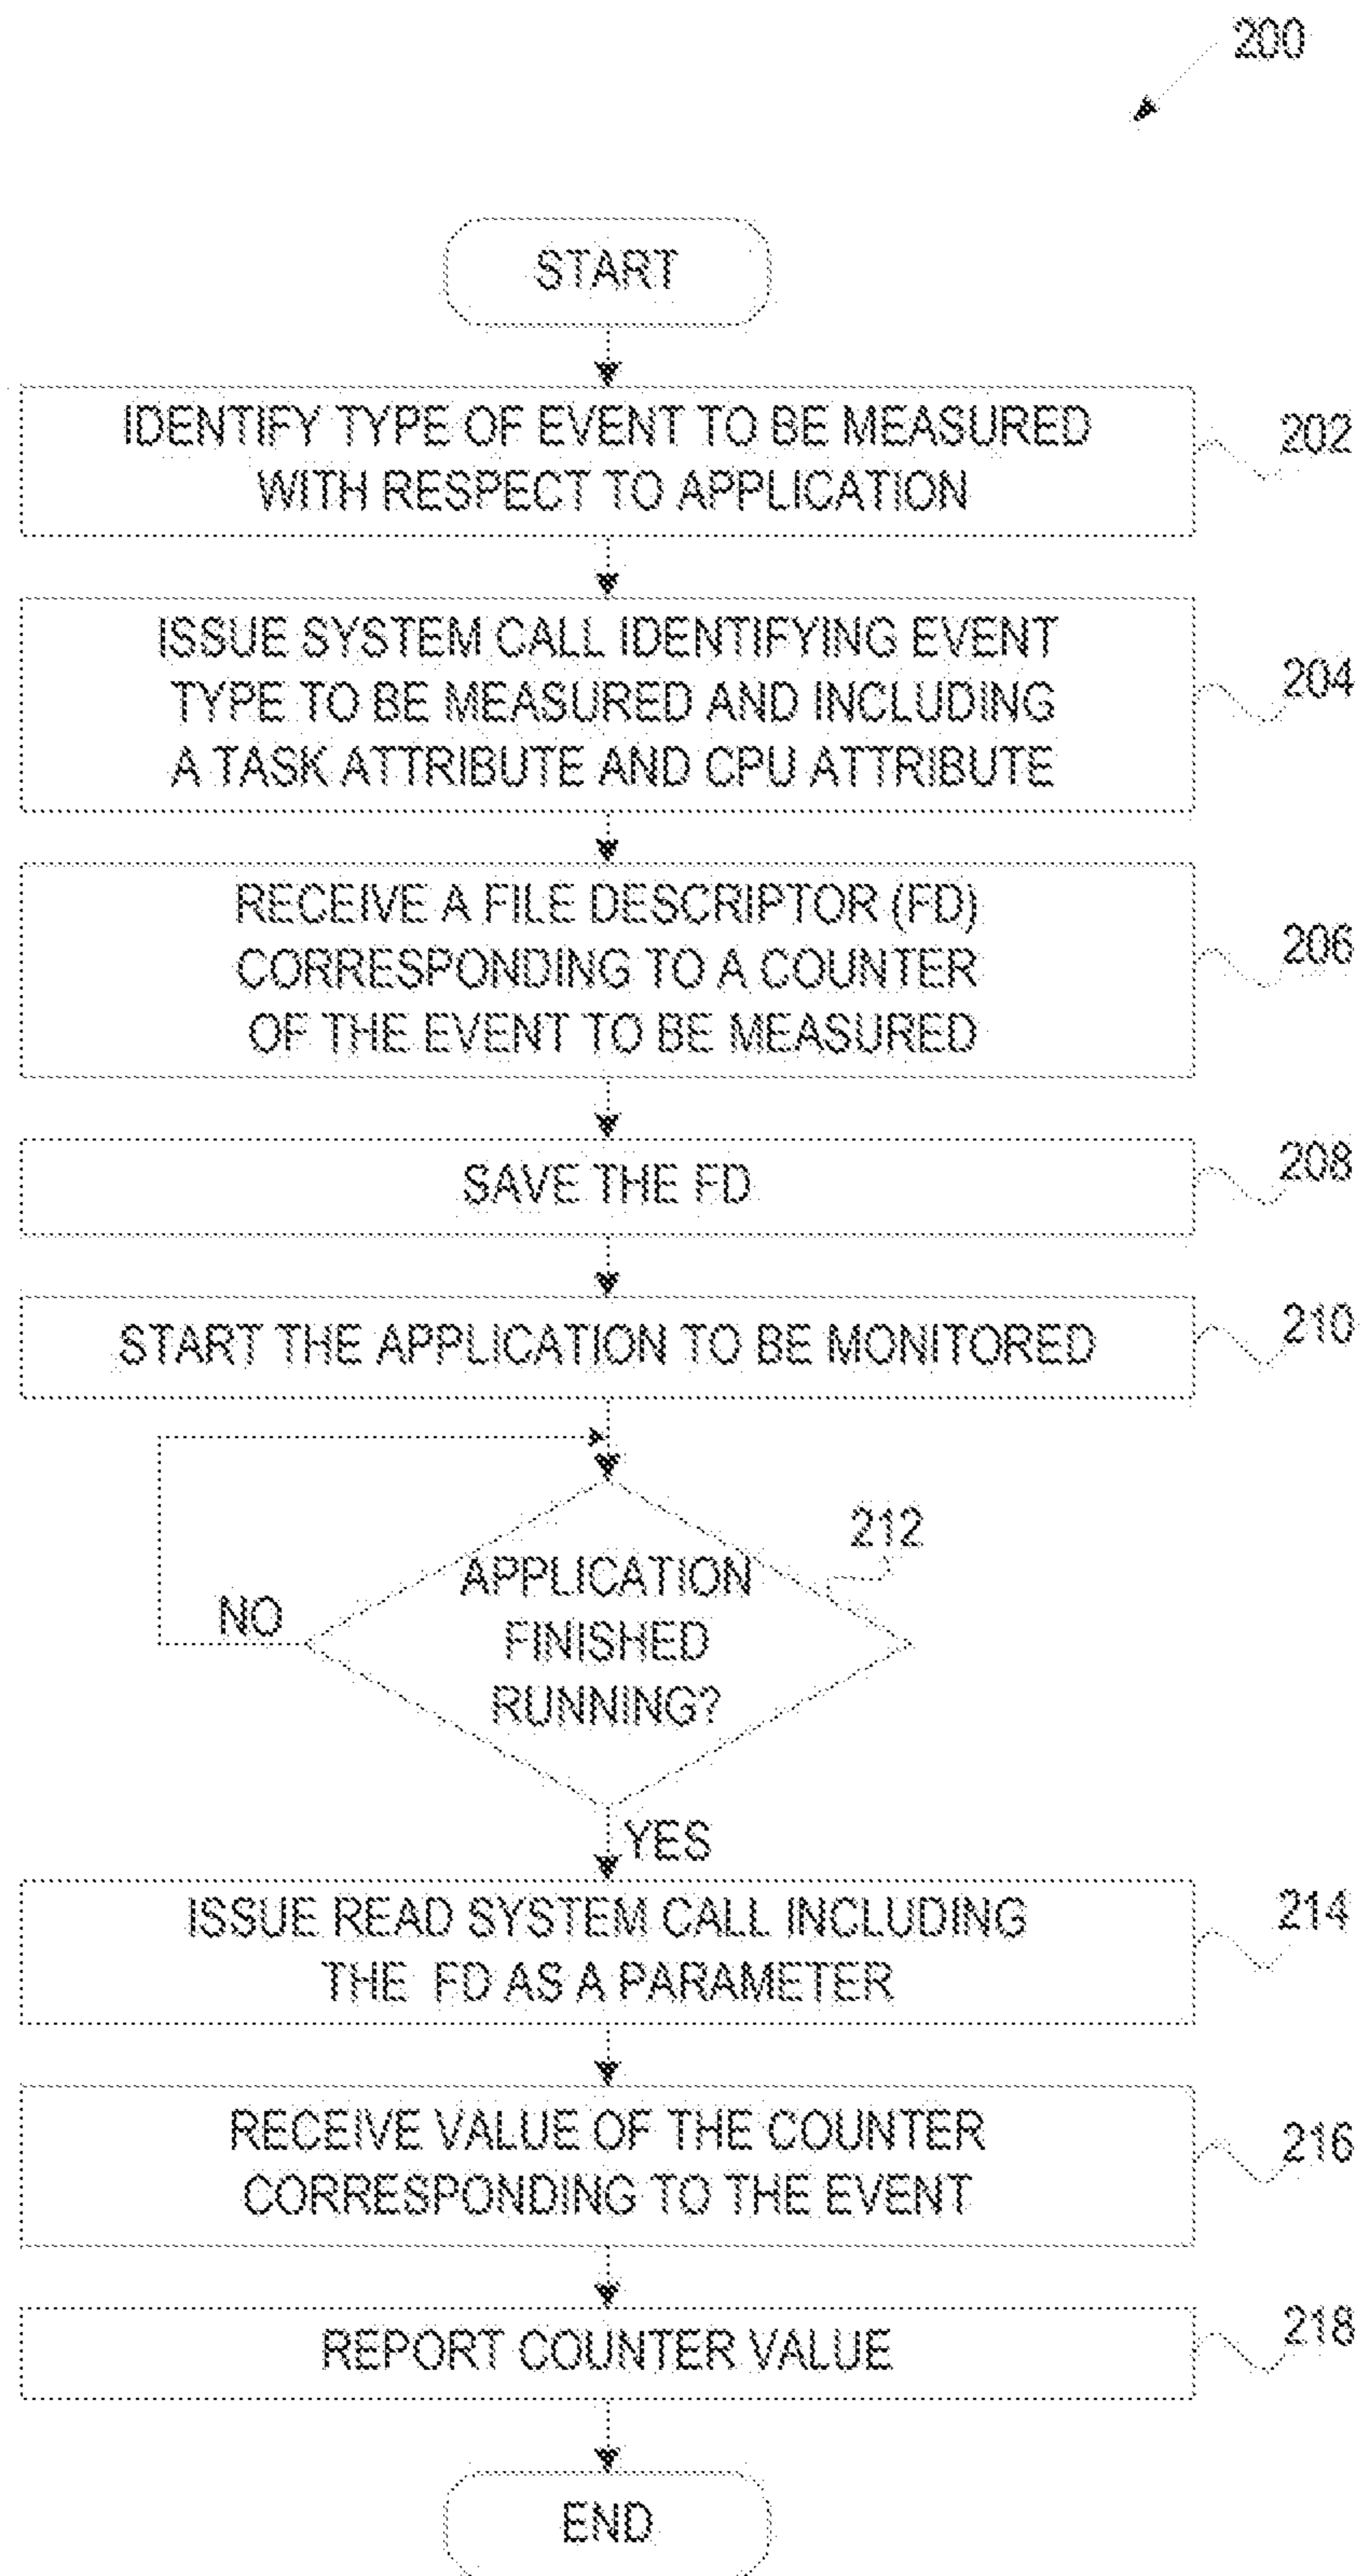 200
START
IDENTIFY TYPE OF EVENT TO BE MEASURED
WITH RESPECT TO APPLICATION
202
ISSUE SYSTEM CALL IDENTIFYING EVENT
TYPE TO BE MEASURED AND INCLUDING
A TASK ATTRIBUTE AND CPU ATTRIBUTE
204
RECEIVE A FILE DESCRIPTOR (FD)
CORRESPONDING TO A COUNTER
OF THE EVENT TO BE MEASURED
206
SAVE THE FD
208
START THE APPLICATION TO BE MONITORED
210
212
APPLICATION
FINISHED
RUNNING?
NO
YES
ISSUE READ SYSTEM CALL INCLUDING
THE FD AS A PARAMETER
214
RECEIVE VALUE OF THE COUNTER
CORRESPONDING TO THE EVENT
216
REPORT COUNTER VALUE
218
END